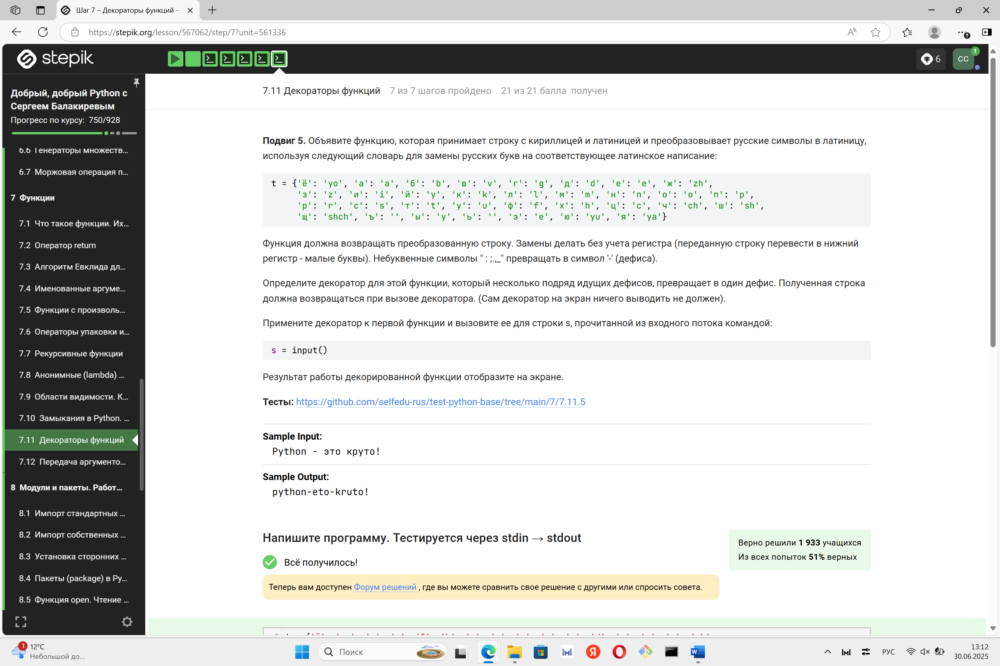 Шаг 7 – Декораторы функций –
https://stepik.org/lesson/567062/step/7?unit=561336
stepik
6
CC
1
Добрый, добрый Python с
Сергеем Балакиревым
Прогресс по курсу: 750/928
6.6 Генераторы множеств...
6.7 Моржовая операция п...
7 Функции
7.1 Что такое функции. Их...
7.2 Оператор return
7.3 Алгоритм Евклида дл...
7.4 Именованные аргуме...
7.5 Функции с произволь...
7.6 Операторы упаковки и...
7.7 Рекурсивные функции
7.8 Анонимные (lambda) ...
7.9 Области видимости. К...
7.10 Замыкания в Python. ...
7.11 Декораторы функций
7.12 Передача аргументо...
8 Модули и пакеты. Работ...
8.1 Импорт стандартных ...
8.2 Импорт собственных ...
8.3 Установка сторонних ...
8.4 Пакеты (package) в Py...
8.5 Функция open. Чтение ...
7.11 Декораторы функций 7 из 7 шагов пройдено 21 из 21 балла получен
Подвиг 5. Объявите функцию, которая принимает строку с кириллицей и латиницей и преобразовывает русские символы в латиницу,
используя следующий словарь для замены русских букв на соответствующее латинское написание:
t = {'ё': 'yo', 'а': 'a', 'б': 'b', 'в': 'v', 'г': 'g', 'д': 'd', 'е': 'e', 'ж': 'zh',
'з': 'z', 'и': 'i', 'й': 'y', 'к': 'k', 'л': 'l', 'м': 'm', 'н': 'n', 'о': 'o', 'п': 'p',
'р': 'r', 'с': 's', 'т': 't', 'у': 'u', 'ф': 'f', 'х': 'h', 'ц': 'c', 'ч': 'ch', 'ш': 'sh',
'щ': 'shch', 'ъ': '', 'ы': 'y', 'ь': '', 'э': 'e', 'ю': 'yu', 'я': 'ya'}
Функция должна возвращать преобразованную строку. Замены делать без учета регистра (переданную строку перевести в нижний
регистр - малые буквы). Небуквенные символы " : ;.,_" превращать в символ '-' (дефиса).
Определите декоратор для этой функции, который несколько подряд идущих дефисов, превращает в один дефис. Полученная строка
должна возвращаться при вызове декоратора. (Сам декоратор на экран ничего выводить не должен).
Примените декоратор к первой функции и вызовите ее для строки s, прочитанной из входного потока командой:
s = input()
Результат работы декорированной функции отобразите на экране.
Тесты: https://github.com/selfedu-rus/test-python-base/tree/main/7/7.11.5
Sample Input:
Python - это круто!
Sample Output:
python-eto-kruto!
Напишите программу. Тестируется через stdin → stdout
Верно решили 1 933 учащихся
Из всех попыток 51% верных
Всё получилось!
Теперь вам доступен Форум решений , где вы можете сравнить свое решение с другими или спросить совета.
1
12°C
Небольшой до...
Поиск
РУС
13:12
30.06.2025